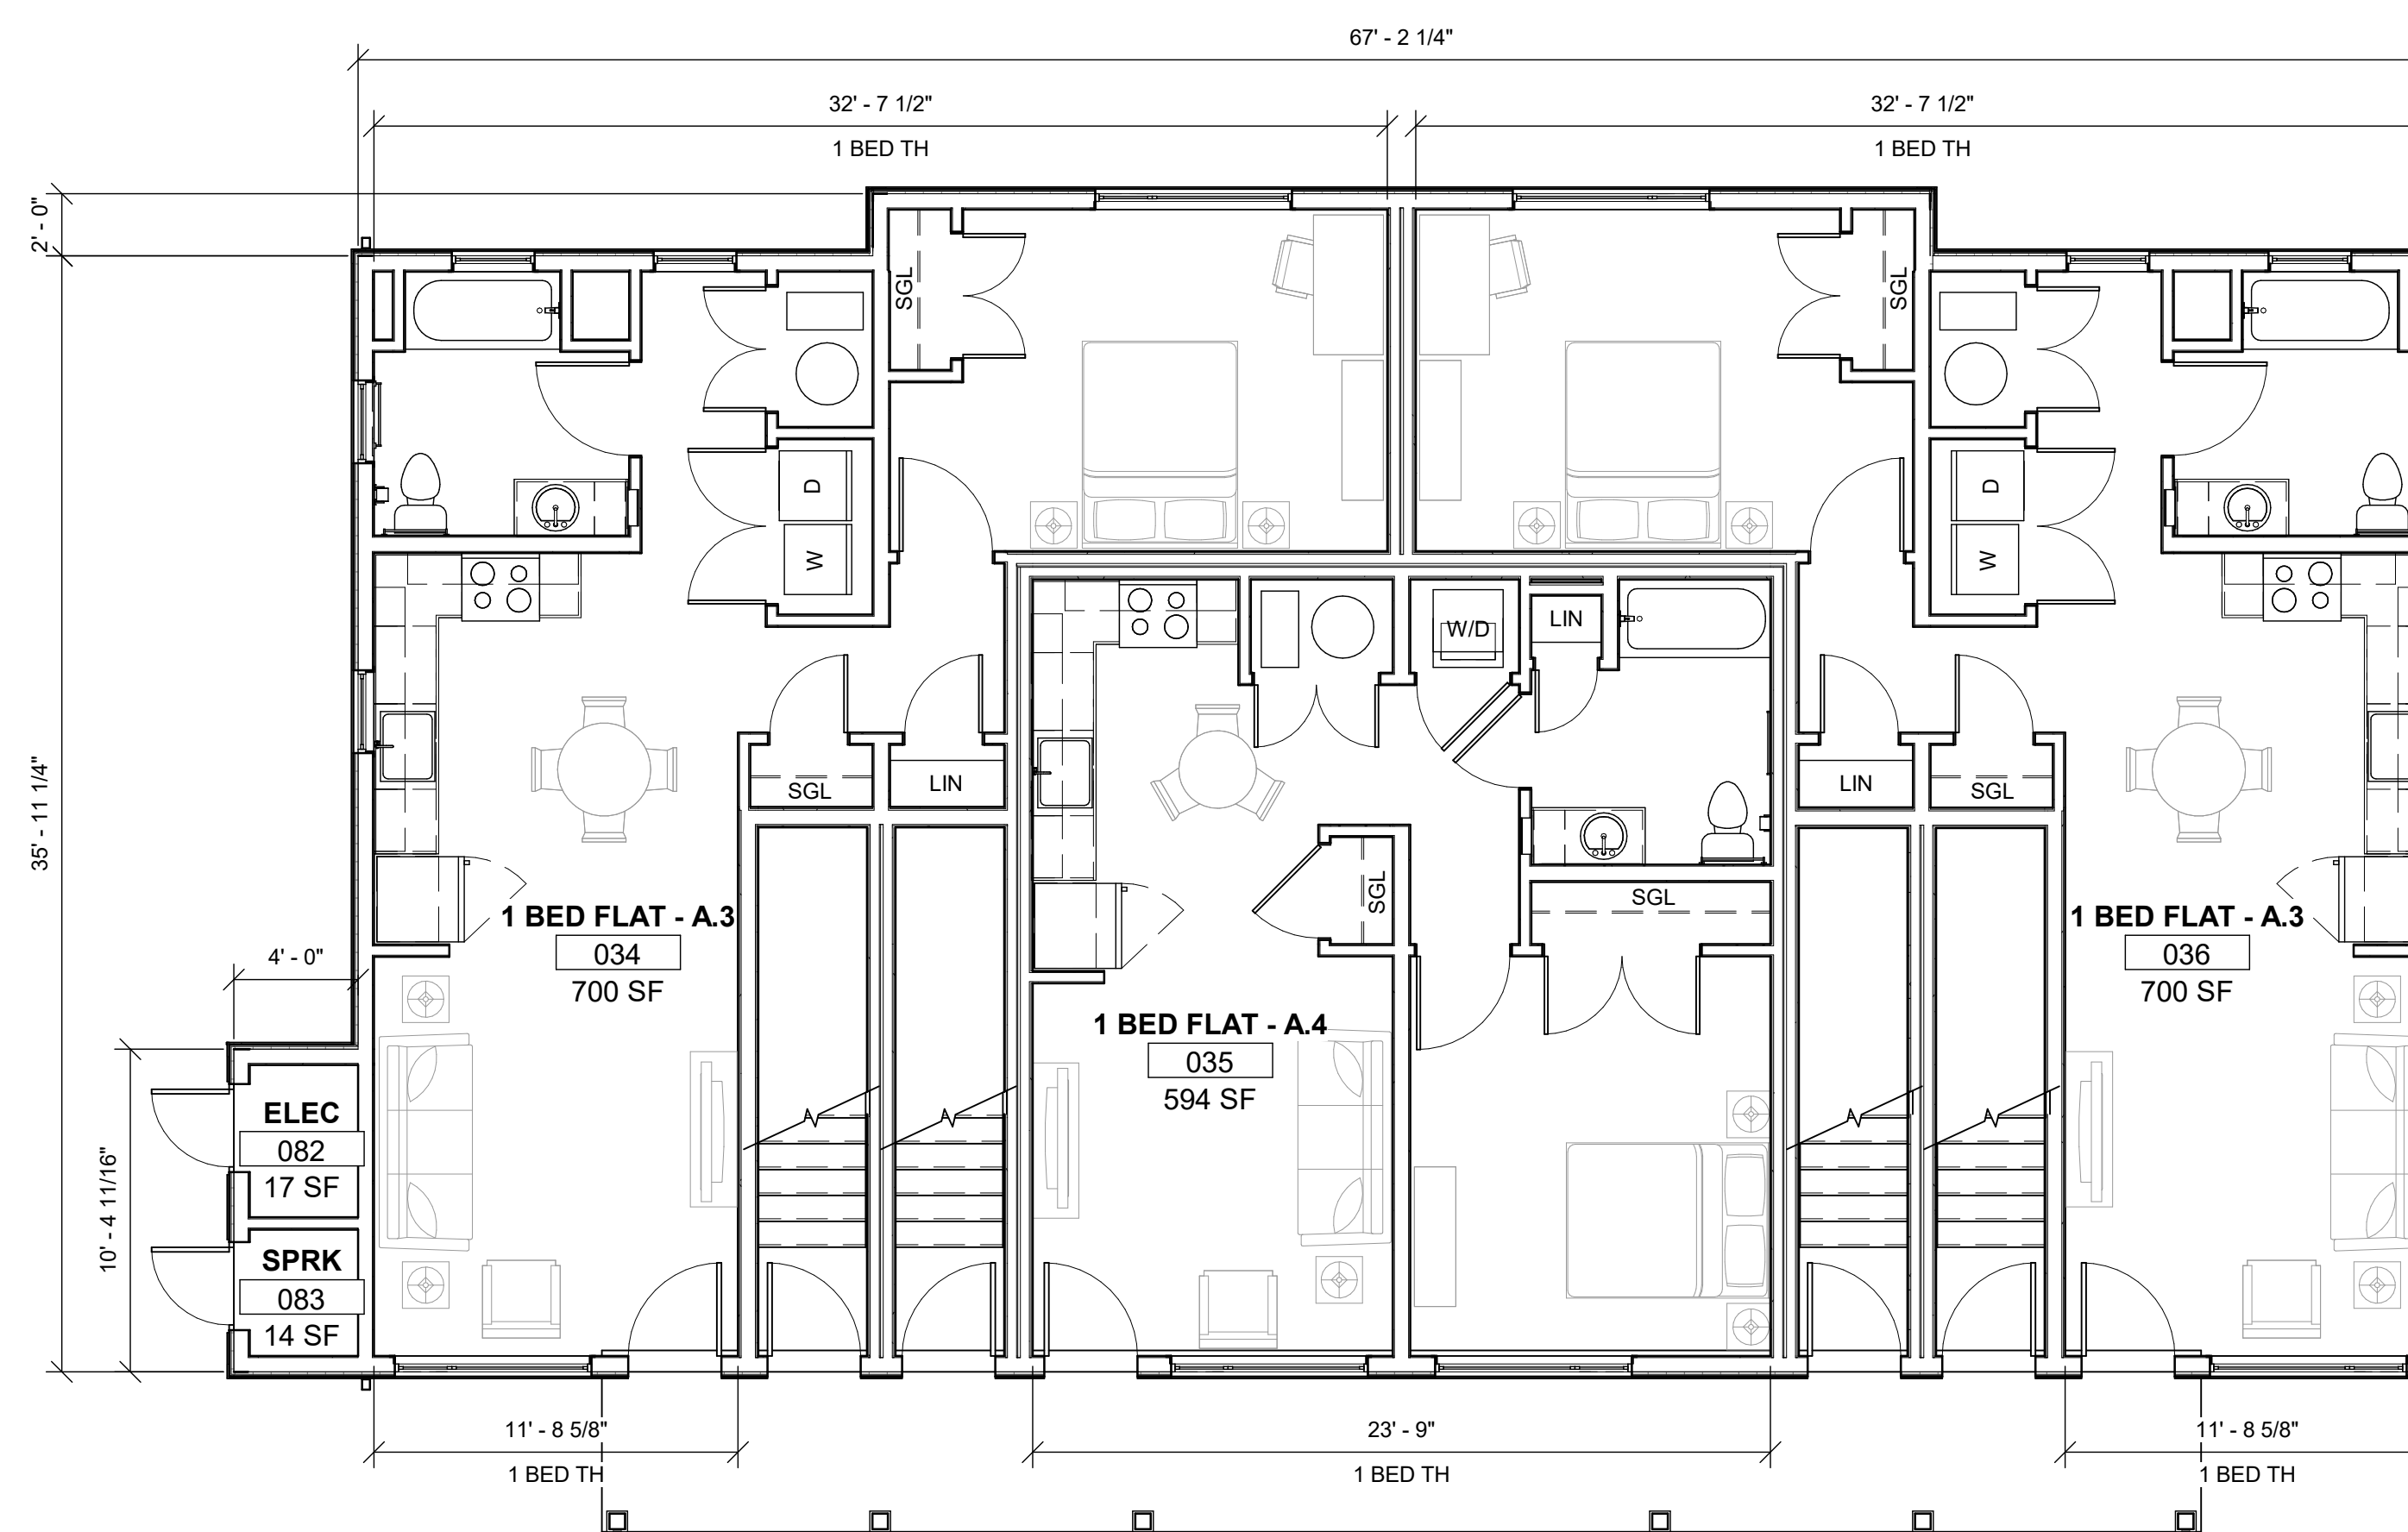 67' - 2 1/4"
32' - 7 1/2"
32' - 7 1/2"
1 BED TH
1 BED TH
2' - 0"
SGL
SGL
D
D
W
W
W/D
LIN
35' - 11 1/4"
SGL
LIN
LIN
SGL
SGL
SGL
1 BED FLAT - A.3
034
700 SF
1 BED FLAT - A.3
036
700 SF
4' - 0"
1 BED FLAT - A.4
035
594 SF
10' - 4 11/16"
ELEC
082
17 SF
SPRK
083
14 SF
11' - 8 5/8"
23' - 9"
11' - 8 5/8"
1 BED TH
1 BED TH
1 BED TH